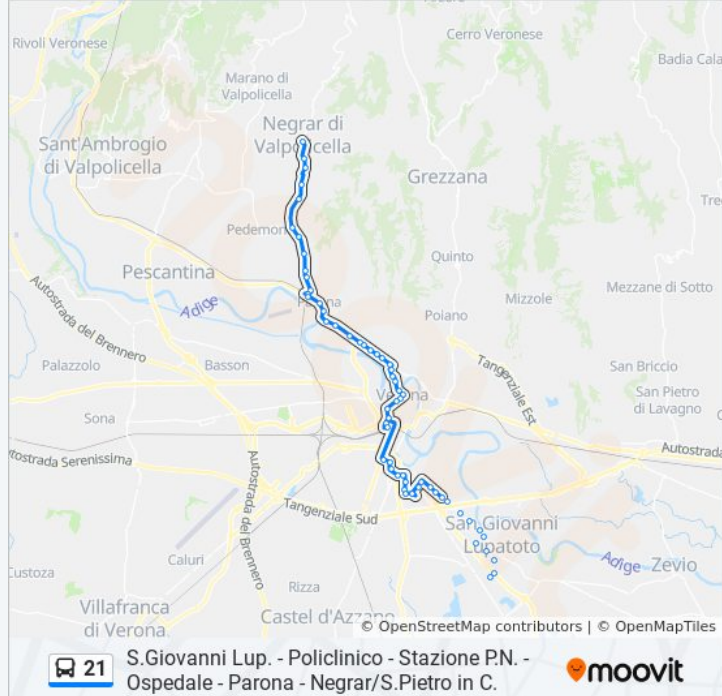 Rivoli Veronese
Cerro Veronese
Badia Cala
Marano di
Valpolicella
Negrar di
Valpolicella
Sant'Ambrogio
di Valpolicella
Grezzana
Pedemon
Quinto
Pescantina
Mezzane di Sotto
Mizzole
Adige
Poiano
Autostrada del Brennero
Tangenziale Est
San Briccio
Palazzolo
Basson
San Pietro
di Lavagno
Sona
Autostrada
tostrada Serenissima
Autostrada del Brennero
Tangenziale Sud
San Giovanni
Lupatoto
Adige
Zevio
Caluri
Custoza
Rizza
Villafranca
di Verona
Castel d'Azzano
© OpenStreetMap contributors | © OpenMapTiles
21
S.Giovanni Lup. - Policlinico - Stazione P.N. -
Ospedale - Parona - Negrar/S.Pietro in C.
moovit